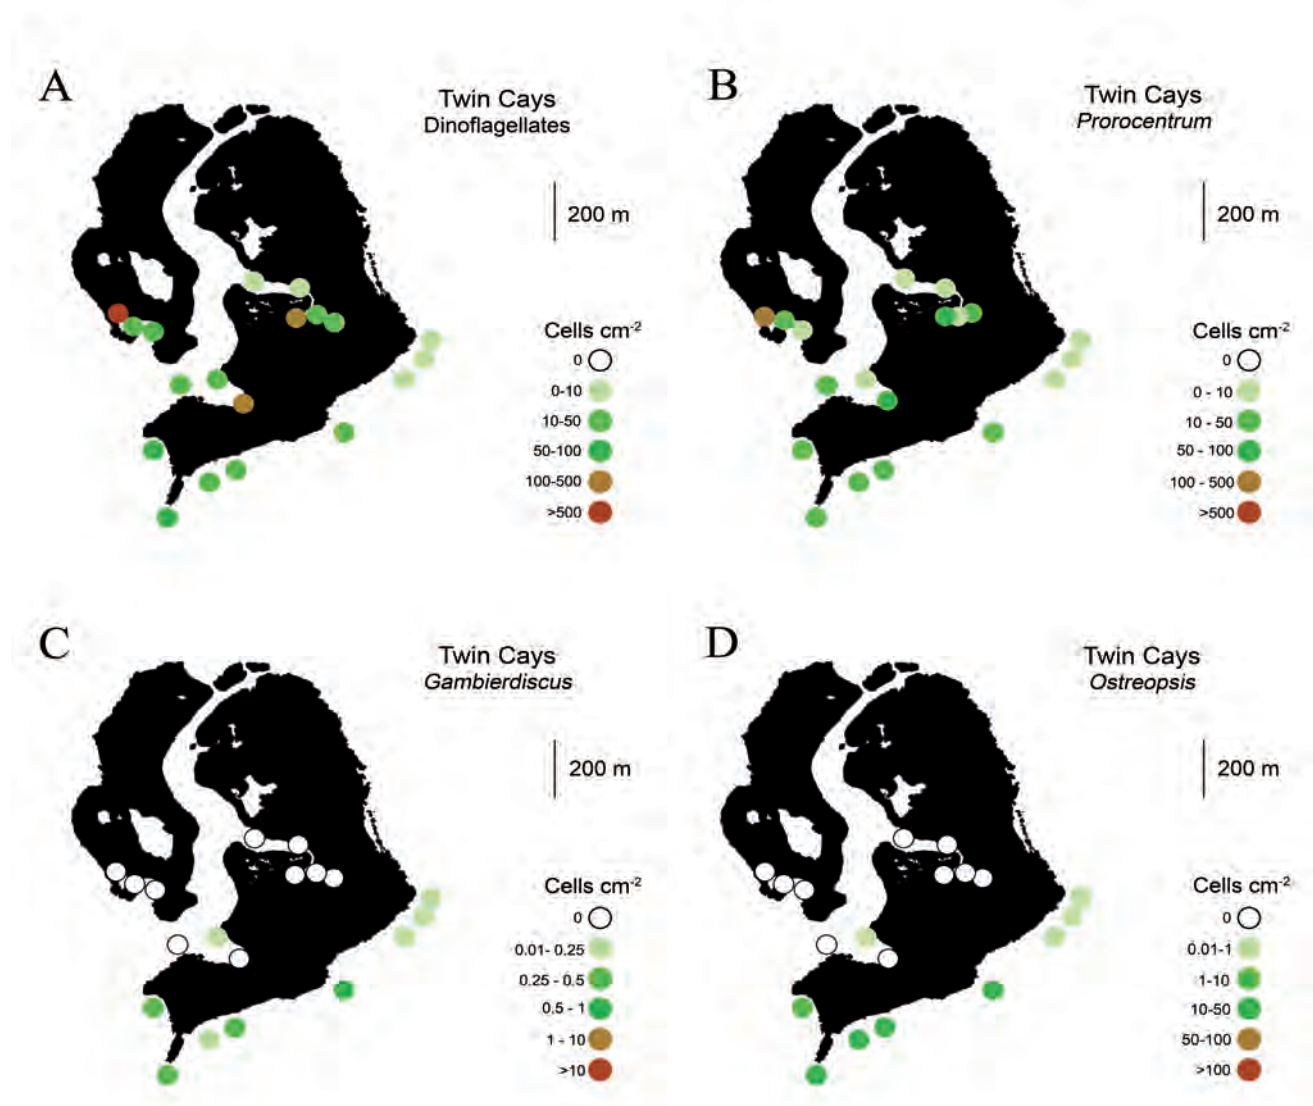 A
Twin Cays
Dinoflagellates
200 m
Cells cm-2
0
0-10
10-50
50-100
100-500
>500
B
Twin Cays
Prorocentrum
200 m
Cells cm-2
0
0 - 10
10 - 50
50 - 100
100 - 500
>500
C
Twin Cays
Gambierdiscus
200 m
Cells cm-2
0
0.01- 0.25
0.25 - 0.5
0.5 - 1
1 - 10
>10
D
Twin Cays
Ostreopsis
200 m
Cells cm-2
0
0.01-1
1-10
10-50
50-100
>100